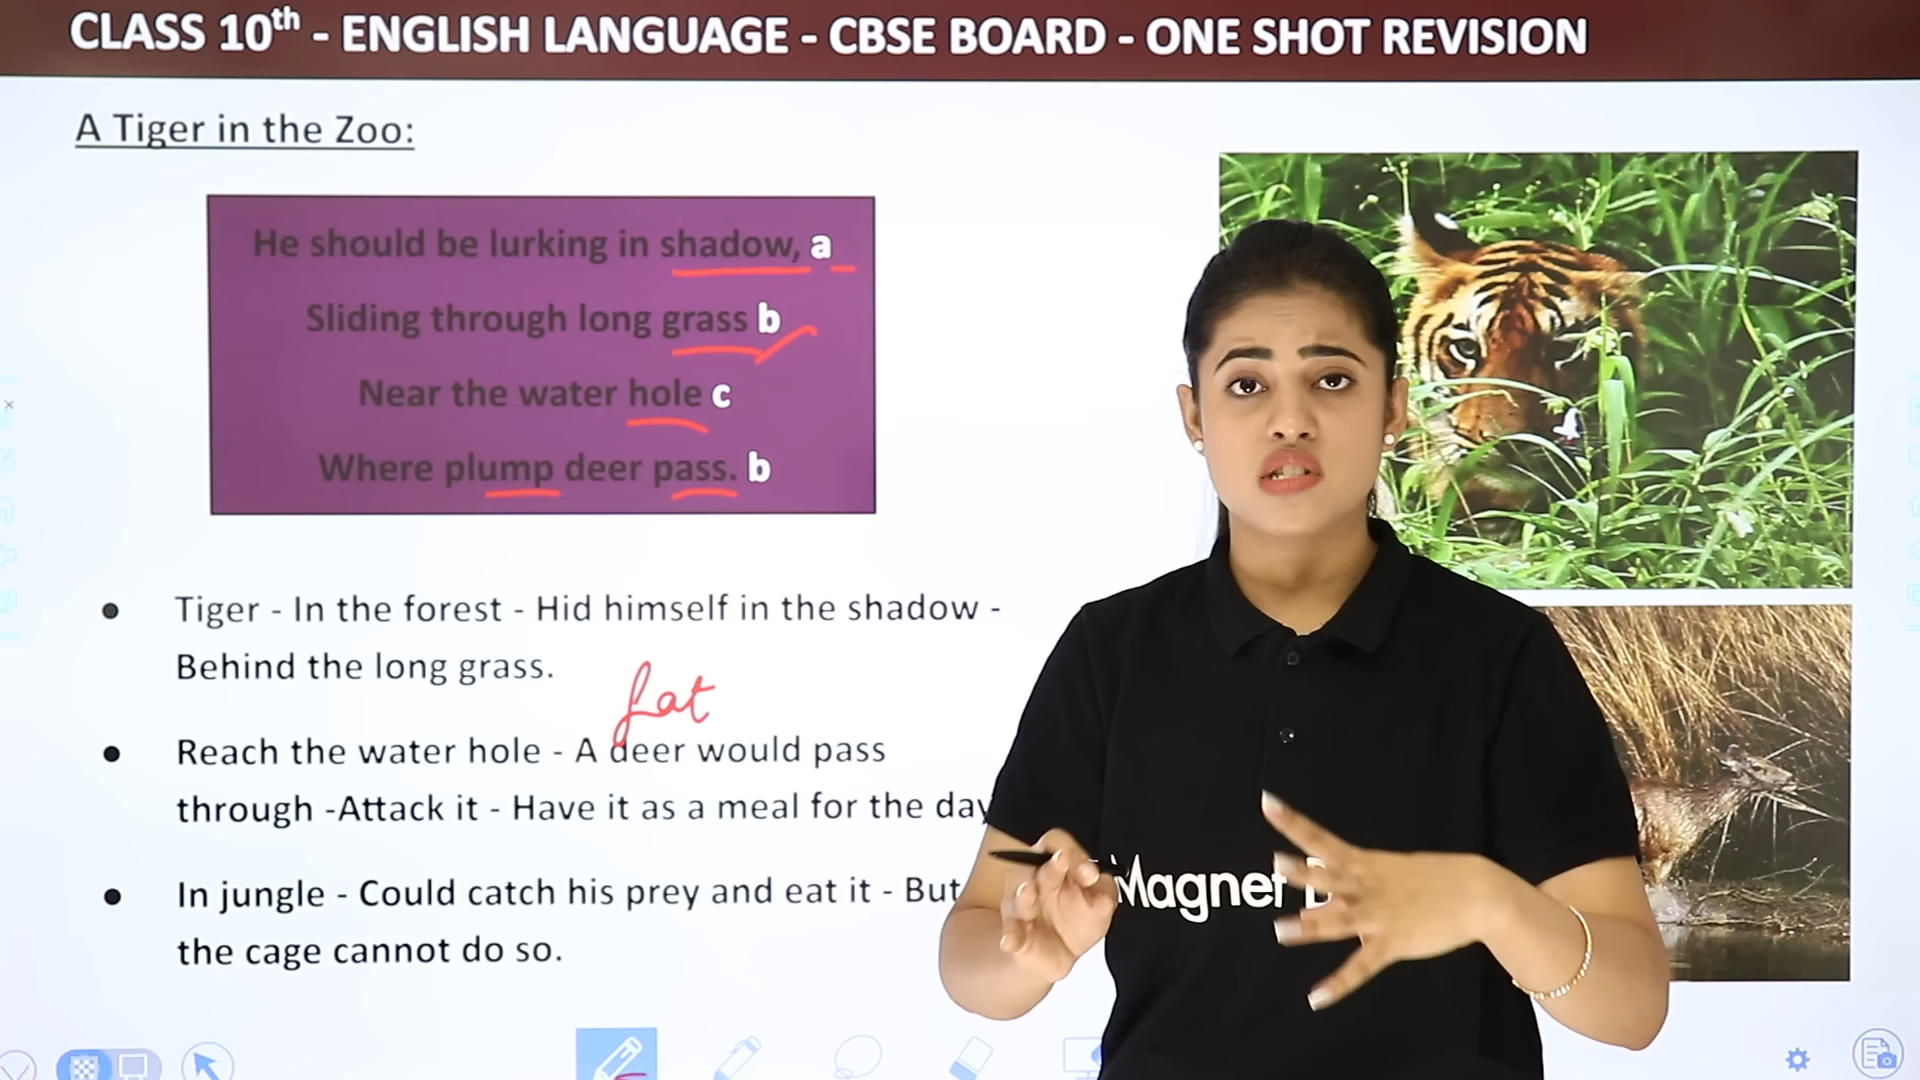 CLASS 10th - ENGLISH LANGUAGE - CBSE BOARD - ONE SHOT REVISION
A Tiger in the Zoo:
He should be lurking in shadow, a
Sliding through long grass b
Near the water hole c
Where plump deer pass. b
Tiger - In the forest - Hid himself in the shadow -
Behind the long grass.
fat
Reach the water hole - A deer would pass
through -Attack it - Have it as a meal for the day
In jungle - Could catch his prey and eat it - But
the cage cannot do so.
Magnet